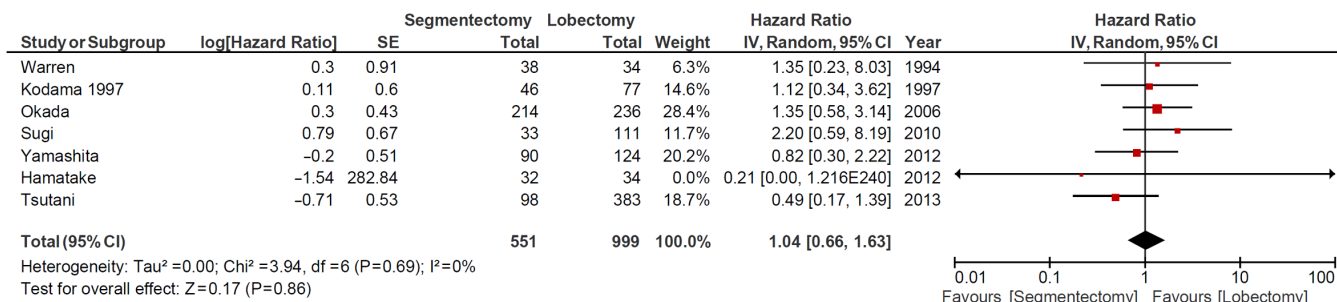 Segmentectomy Lobectomy Hazard Ratio Hazard Ratio
Study or Subgroup log[Hazard Ratio] SE Total Total Weight IV, Random, 95% CI Year IV, Random, 95% CI
Warren 0.3 0.91 38 34 6.3% 1.35 [0.23, 8.03] 1994
Kodama 1997 0.11 0.6 46 77 14.6% 1.12 [0.34, 3.62] 1997
Okada 0.3 0.43 214 236 28.4% 1.35 [0.58, 3.14] 2006
Sugi 0.79 0.67 33 111 11.7% 2.20 [0.59, 8.19] 2010
Yamashita −0.2 0.51 90 124 20.2% 0.82 [0.30, 2.22] 2012
Hamatake −1.54 282.84 32 34 0.0% 0.21 [0.00, 1.216E240] 2012
Tsutani −0.71 0.53 98 383 18.7% 0.49 [0.17, 1.39] 2013
Total (95% CI) 551 999 100.0% 1.04 [0.66, 1.63]
Heterogeneity: Tau² =0.00; Chi² =3.94, df =6 (P=0.69); I²=0%
Test for overall effect: Z=0.17 (P=0.86)
0.01 0.1 1 10 100
Favours [Segmentectomy] Favours [Lobectomy]